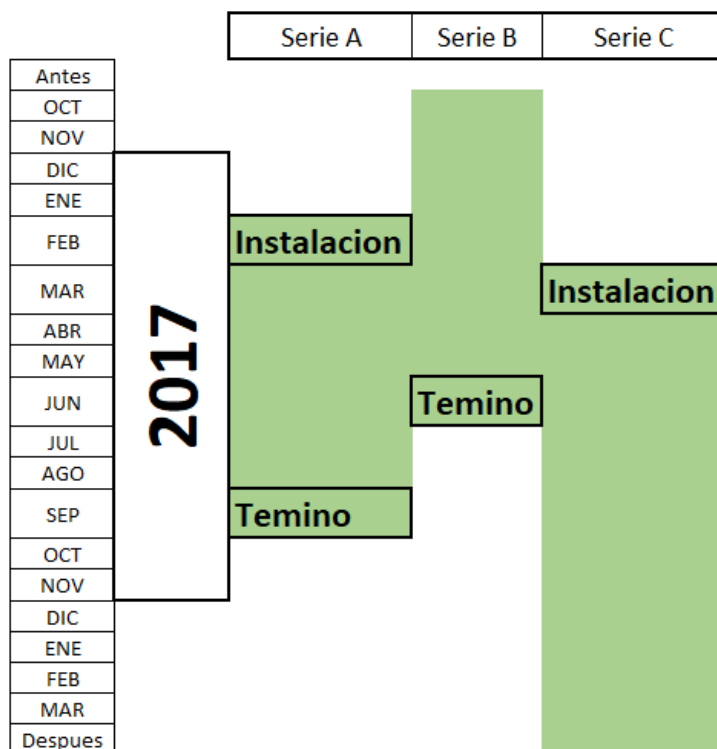 Serie A Serie B Serie C
Antes
OCT
NOV
DIC
ENE
FEB Instalacion
MAR Instalacion
ABR
MAY
2017
JUN Temino
JUL
AGO
SEP Temino
OCT
NOV
DIC
ENE
FEB
MAR
Despues